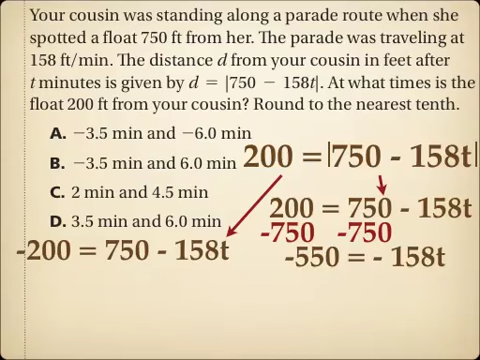 Your cousin was standing along a parade route when she
spotted a float 750 ft from her. The parade was traveling at
158 ft/min. The distance d from your cousin in feet after
t minutes is given by d = |750 − 158t|. At what times is the
float 200 ft from your cousin? Round to the nearest tenth.
A. −3.5 min and −6.0 min
B. −3.5 min and 6.0 min
200 = |750 - 158t|
C. 2 min and 4.5 min
D. 3.5 min and 6.0 min
200 = 750 - 158t
-750 -750
-200 = 750 - 158t
-550 = - 158t